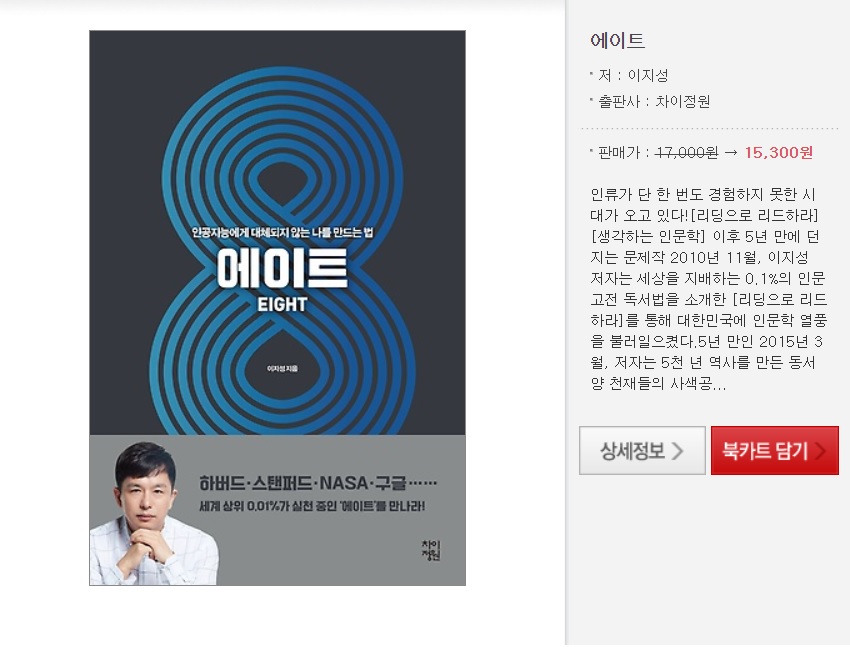 인공지능에게 대체되지 않는 나를 만드는 법
에이트
EIGHT
이지성 지음
하버드·스탠퍼드·NASA·구글……
세계 상위 0.01%가 실천 중인 '에이트'를 만나라!
차이
정원
에이트
저 : 이지성
출판사 : 차이정원
판매가 : 17,000원 → 15,300원
인류가 단 한 번도 경험하지 못한 시
대가 오고 있다![리딩으로 리드하라]
[생각하는 인문학] 이후 5년 만에 던
지는 문제작 2010년 11월, 이지성
저자는 세상을 지배하는 0.1%의 인문
고전 독서법을 소개한 [리딩으로 리드
하라]를 통해 대한민국에 인문학 열풍
을 불러일으켰다.5년 만인 2015년 3
월, 저자는 5천 년 역사를 만든 동서
양 천재들의 사색공...
상세정보
북카트 담기